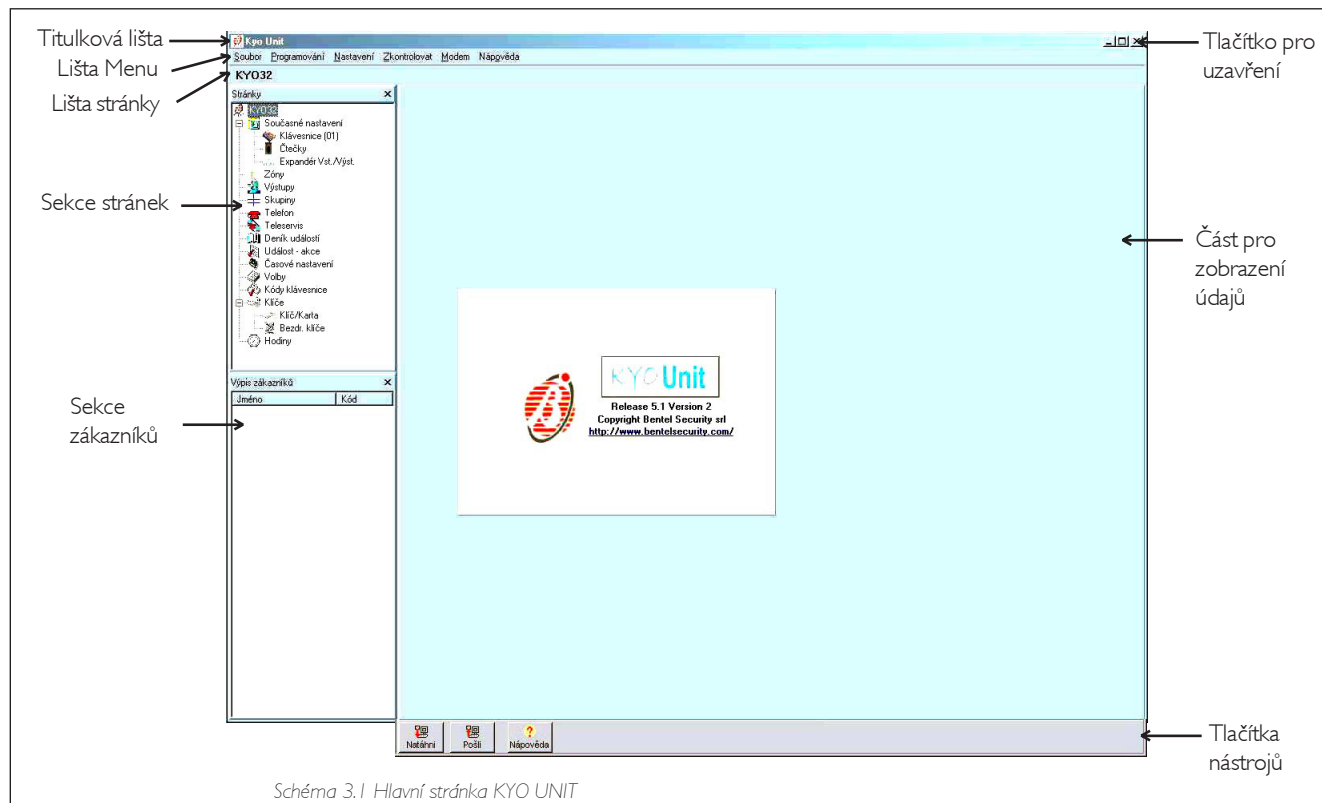 Titulková lišta
Lišta Menu
Lišta stránky
Sekce stránek
Sekce
zákazníků
Kyo Unit
Soubor Programování Nastavení Zkontrolovat Modem Nápověda
KYO32
Stránky
KYO32
Současné nastavení
Klávesnice (01)
Čtečky
Expandér Vst./Výst.
Zóny
Výstupy
Skupiny
Telefon
Teleservis
Deník událostí
Událost - akce
Časové nastavení
Volby
Kódy klávesnice
Klíče
Klíč/Karta
Bezdr. klíče
Hodiny
Výpis zákazníků
Jméno Kód
KYO Unit
Release 5.1 Version 2
Copyright Bentel Security srl
http://www.bentelsecurity.com/
Natáhni Pošli Nápověda
Tlačítko pro
uzavření
Část pro
zobrazení
údajů
Tlačítka
nástrojů
Schéma 3.1 Hlavní stránka KYO UNIT